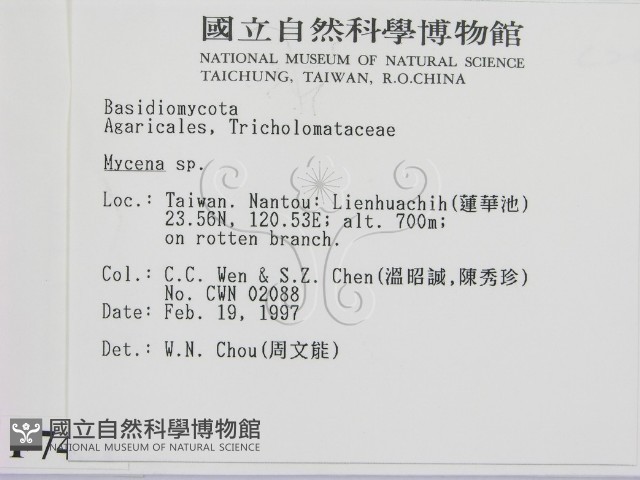 國立自然科學博物館
NATIONAL MUSEUM OF NATURAL SCIENCE
TAICHUNG, TAIWAN, R.O.CHINA
Basidiomycota
Agaricales, Tricholomataceae
Mycena sp.
Loc.: Taiwan. Nantou: Lienhuachih(蓮華池)
23.56N, 120.53E; alt. 700m;
on rotten branch.
Col.: C.C. Wen & S.Z. Chen(溫昭誠,陳秀珍)
No. CWN 02088
Date: Feb. 19, 1997
Det.: W.N. Chou(周文能)
國立自然科學博物館
NATIONAL MUSEUM OF NATURAL SCIENCE